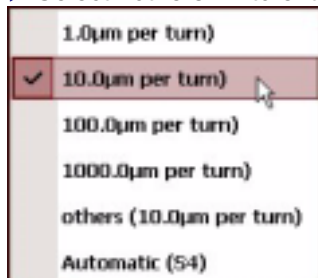 1.0µm per turn)
10.0µm per turn)
100.0µm per turn)
1000.0µm per turn)
others (10.0µm per turn)
Automatic (S4)